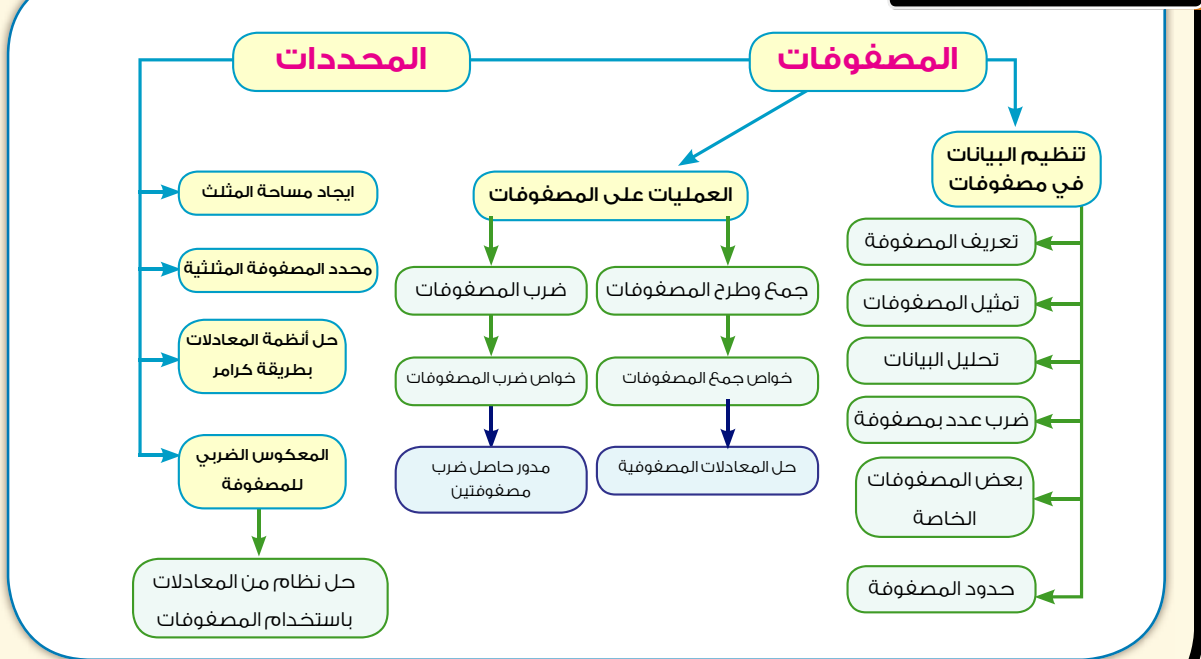 المصفوفات
المحددات
تنظيم البيانات
في مصفوفات
تعريف المصفوفة
تمثيل المصفوفات
تحليل البيانات
ضرب عدد بمصفوفة
بعض المصفوفات
الخاصة
حدود المصفوفة
العمليات على المصفوفات
جمع وطرح المصفوفات
خواص جمع المصفوفات
حل المعادلات المصفوفية
ضرب المصفوفات
خواص ضرب المصفوفات
مدور حاصل ضرب
مصفوفتين
ايجاد مساحة المثلث
محدد المصفوفة المثلثية
حل أنظمة المعادلات
بطريقة كرامر
المعكوس الضربي
للمصفوفة
حل نظام من المعادلات
باستخدام المصفوفات